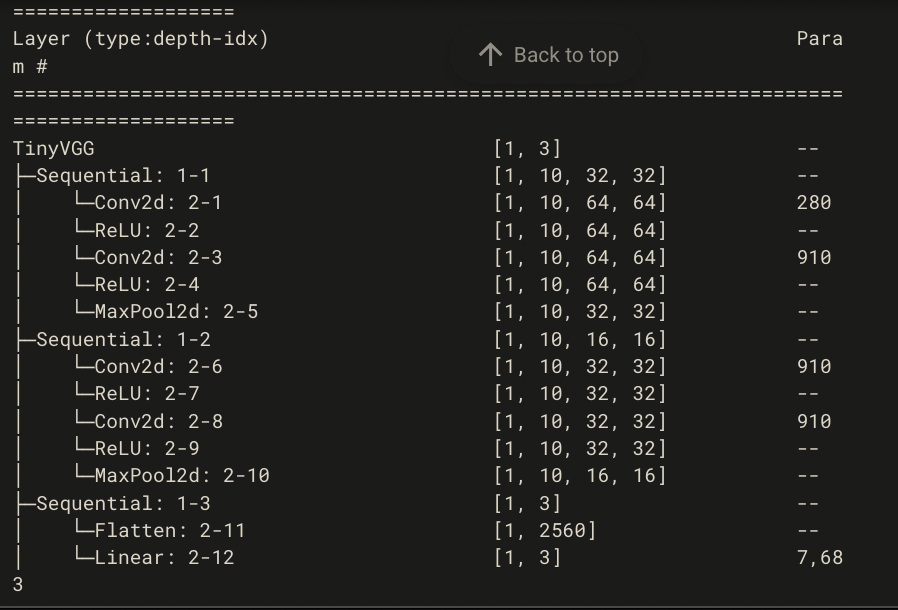 ===================
Layer (type:depth-idx)                                             Para
m #
↑ Back to top
=======================================================================
===================
TinyVGG                                  [1, 3]                    --
├─Sequential: 1-1                        [1, 10, 32, 32]           --
│    └─Conv2d: 2-1                       [1, 10, 64, 64]           280
│    └─ReLU: 2-2                         [1, 10, 64, 64]           --
│    └─Conv2d: 2-3                       [1, 10, 64, 64]           910
│    └─ReLU: 2-4                         [1, 10, 64, 64]           --
│    └─MaxPool2d: 2-5                    [1, 10, 32, 32]           --
├─Sequential: 1-2                        [1, 10, 16, 16]           --
│    └─Conv2d: 2-6                       [1, 10, 32, 32]           910
│    └─ReLU: 2-7                         [1, 10, 32, 32]           --
│    └─Conv2d: 2-8                       [1, 10, 32, 32]           910
│    └─ReLU: 2-9                         [1, 10, 32, 32]           --
│    └─MaxPool2d: 2-10                   [1, 10, 16, 16]           --
├─Sequential: 1-3                        [1, 3]                    --
│    └─Flatten: 2-11                     [1, 2560]                 --
│    └─Linear: 2-12                      [1, 3]                    7,68
3